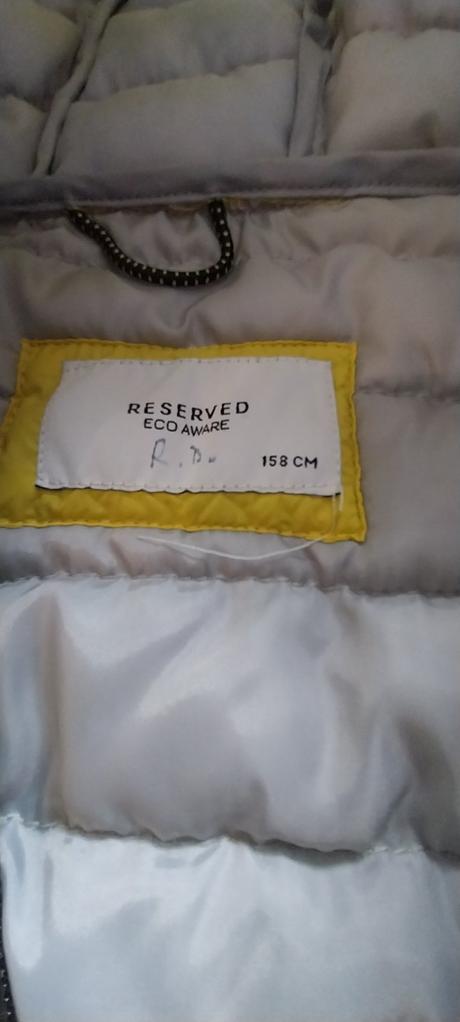 RESERVED
ECO AWARE
R. B.
158 CM